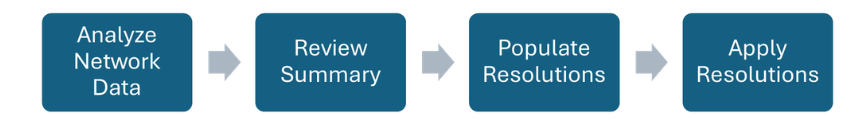 Analyze
Network
Data
Review
Summary
Populate
Resolutions
Apply
Resolutions